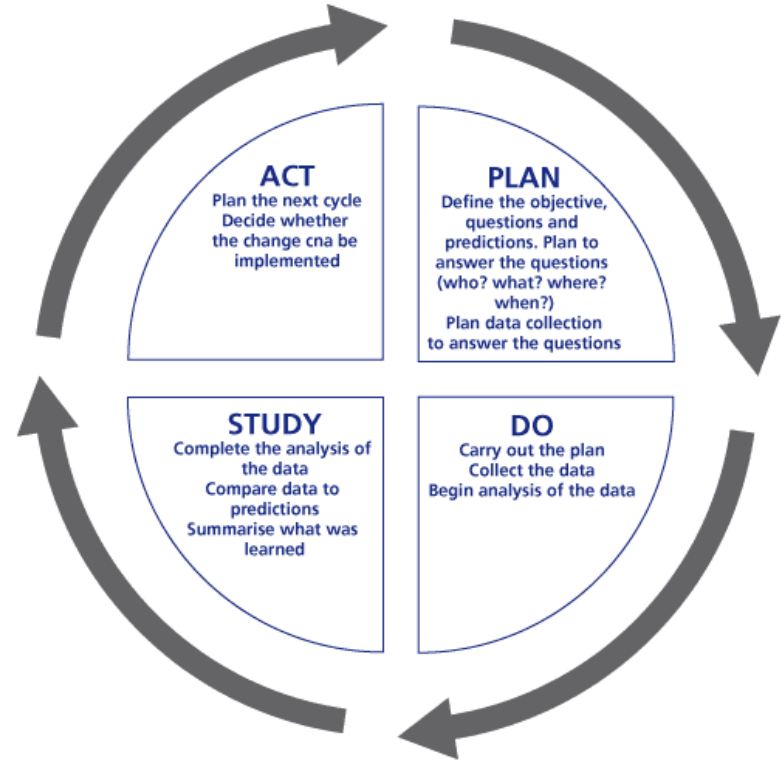 ACT
Plan the next cycle
Decide whether
the change cna be
implemented
PLAN
Define the objective,
questions and
predictions. Plan to
answer the questions
(who? what? where?
when?)
Plan data collection
to answer the questions
STUDY
Complete the analysis of
the data
Compare data to
predictions
Summarise what was
learned
DO
Carry out the plan
Collect the data
Begin analysis of the data